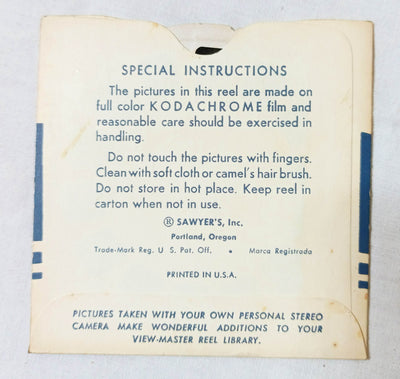 SPECIAL INSTRUCTIONS
The pictures in this reel are made on
full color KODACHROME film and
reasonable care should be exercised in
handling.
Do not touch the pictures with fingers.
Clean with soft cloth or camel's hair brush.
Do not store in hot place. Keep reel in
carton when not in use.
® SAWYER'S, Inc.
Portland, Oregon
Trade-Mark Reg. U S. Pat. Off. • Marca Registrada
PRINTED IN U.S.A.
PICTURES TAKEN WITH YOUR OWN PERSONAL STEREO
CAMERA MAKE WONDERFUL ADDITIONS TO YOUR
VIEW-MASTER REEL LIBRARY.